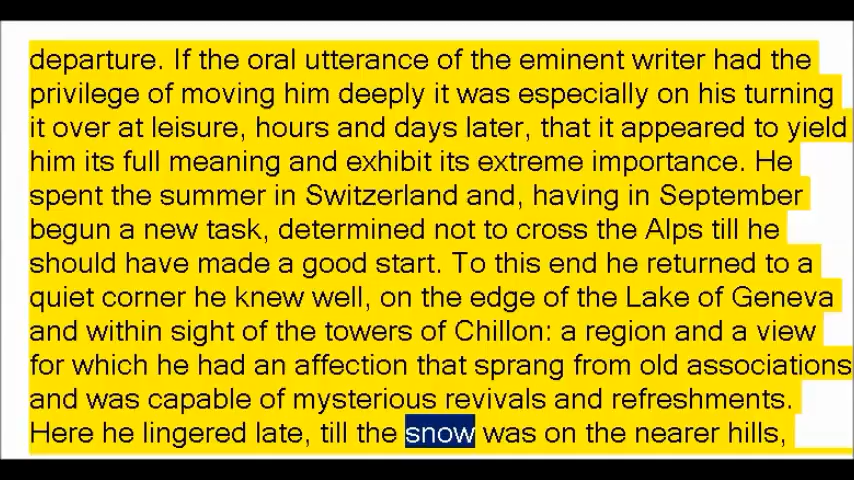 departure. If the oral utterance of the eminent writer had the
privilege of moving him deeply it was especially on his turning
it over at leisure, hours and days later, that it appeared to yield
him its full meaning and exhibit its extreme importance. He
spent the summer in Switzerland and, having in September
begun a new task, determined not to cross the Alps till he
should have made a good start. To this end he returned to a
quiet corner he knew well, on the edge of the Lake of Geneva
and within sight of the towers of Chillon: a region and a view
for which he had an affection that sprang from old associations
and was capable of mysterious revivals and refreshments.
Here he lingered late, till the snow was on the nearer hills,